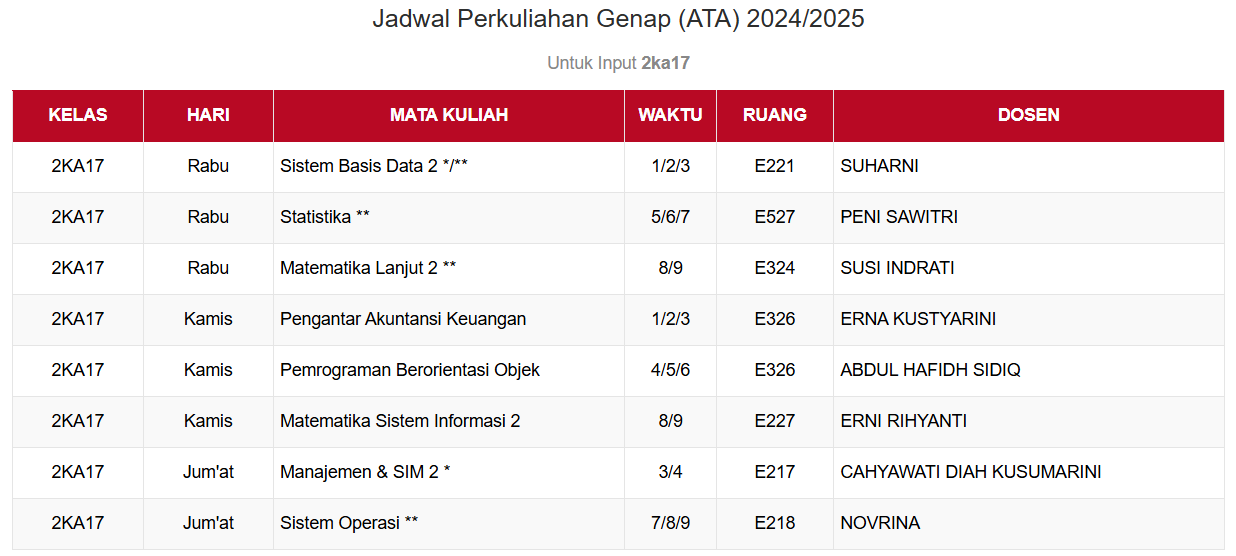 Jadwal Perkuliahan Genap (ATA) 2024/2025
Untuk Input 2ka17
KELAS HARI MATA KULIAH WAKTU RUANG DOSEN
2KA17 Rabu Sistem Basis Data 2 */** 1/2/3 E221 SUHARNI
2KA17 Rabu Statistika ** 5/6/7 E527 PENI SAWITRI
2KA17 Rabu Matematika Lanjut 2 ** 8/9 E324 SUSI INDRATI
2KA17 Kamis Pengantar Akuntansi Keuangan 1/2/3 E326 ERNA KUSTYARINI
2KA17 Kamis Pemrograman Berorientasi Objek 4/5/6 E326 ABDUL HAFIDH SIDIQ
2KA17 Kamis Matematika Sistem Informasi 2 8/9 E227 ERNI RIHYANTI
2KA17 Jum'at Manajemen & SIM 2 * 3/4 E217 CAHYAWATI DIAH KUSUMARINI
2KA17 Jum'at Sistem Operasi ** 7/8/9 E218 NOVRINA